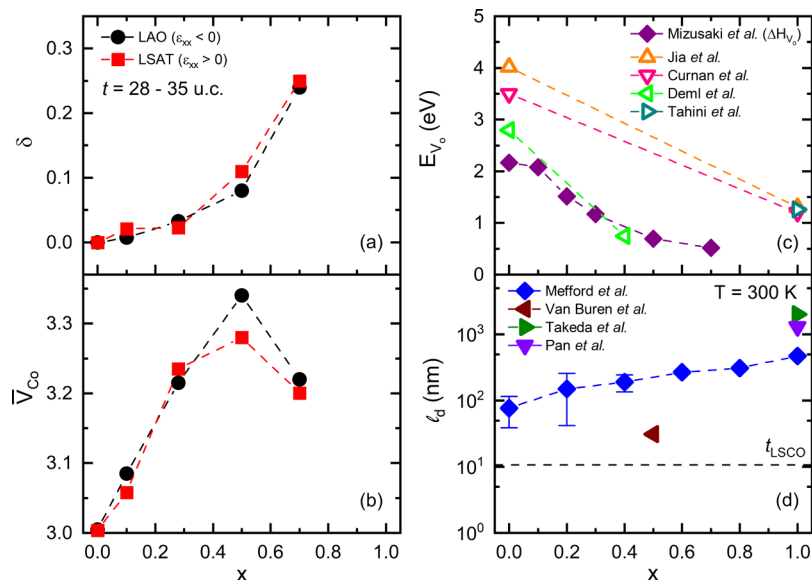 LAO (εxx < 0)
LSAT (εxx > 0)
t = 28 - 35 u.c.
0.2
0.1
0.0
δ
(a)
3.3
3.2
3.1
3.0
V̅Co
(b)
0.0 0.2 0.4 0.6 0.8 1.0
x
Mizusaki et al. (ΔHVo)
Jia et al.
Curnan et al.
Deml et al.
Tahini et al.
5
4
3
2
1
0
EVo (eV)
(c)
Mefford et al.
Van Buren et al.
Takeda et al.
Pan et al.
T = 300 K
10³
10²
10¹
10⁰
ℓd (nm)
tLSCO
(d)
0.0 0.2 0.4 0.6 0.8 1.0
x